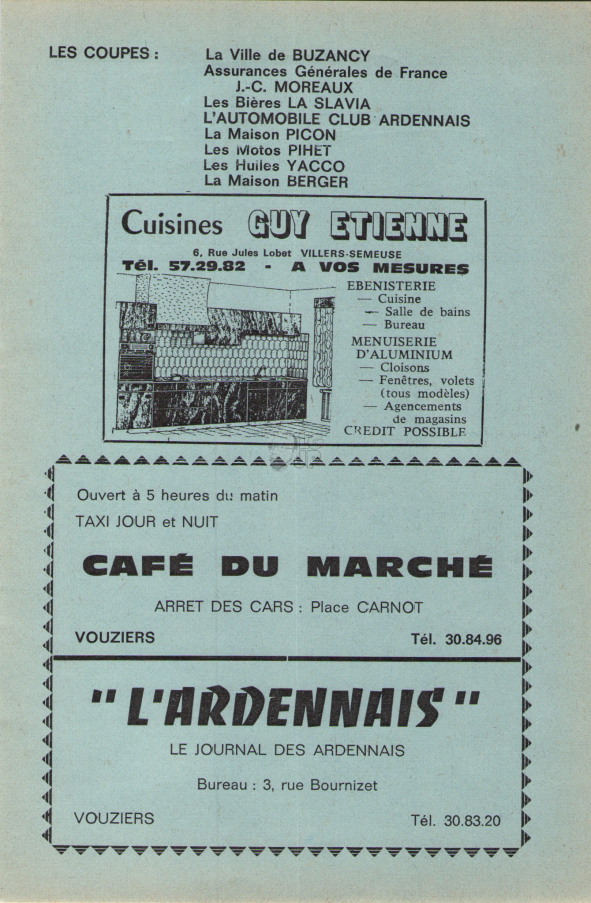 LES COUPES : La Ville de BUZANCY
Assurances Générales de France
J.-C. MOREAUX
Les Bières LA SLAVIA
L'AUTOMOBILE CLUB ARDENNAIS
La Maison PICON
Les Motos PIHET
Les Huiles YACCO
La Maison BERGER
Cuisines GUY ETIENNE
6, Rue Jules Lobet VILLERS-SEMEUSE
Tél. 57.29.82 - A VOS MESURES
EBENISTERIE
— Cuisine
— Salle de bains
— Bureau
MENUISERIE
D'ALUMINIUM
— Cloisons
— Fenêtres, volets
(tous modèles)
— Agencements
de magasins
CREDIT POSSIBLE
Ouvert à 5 heures du matin
TAXI JOUR et NUIT
CAFÉ DU MARCHÉ
ARRET DES CARS : Place CARNOT
VOUZIERS Tél. 30.84.96
"L'ARDENNAIS"
LE JOURNAL DES ARDENNAIS
Bureau : 3, rue Bournizet
VOUZIERS Tél. 30.83.20